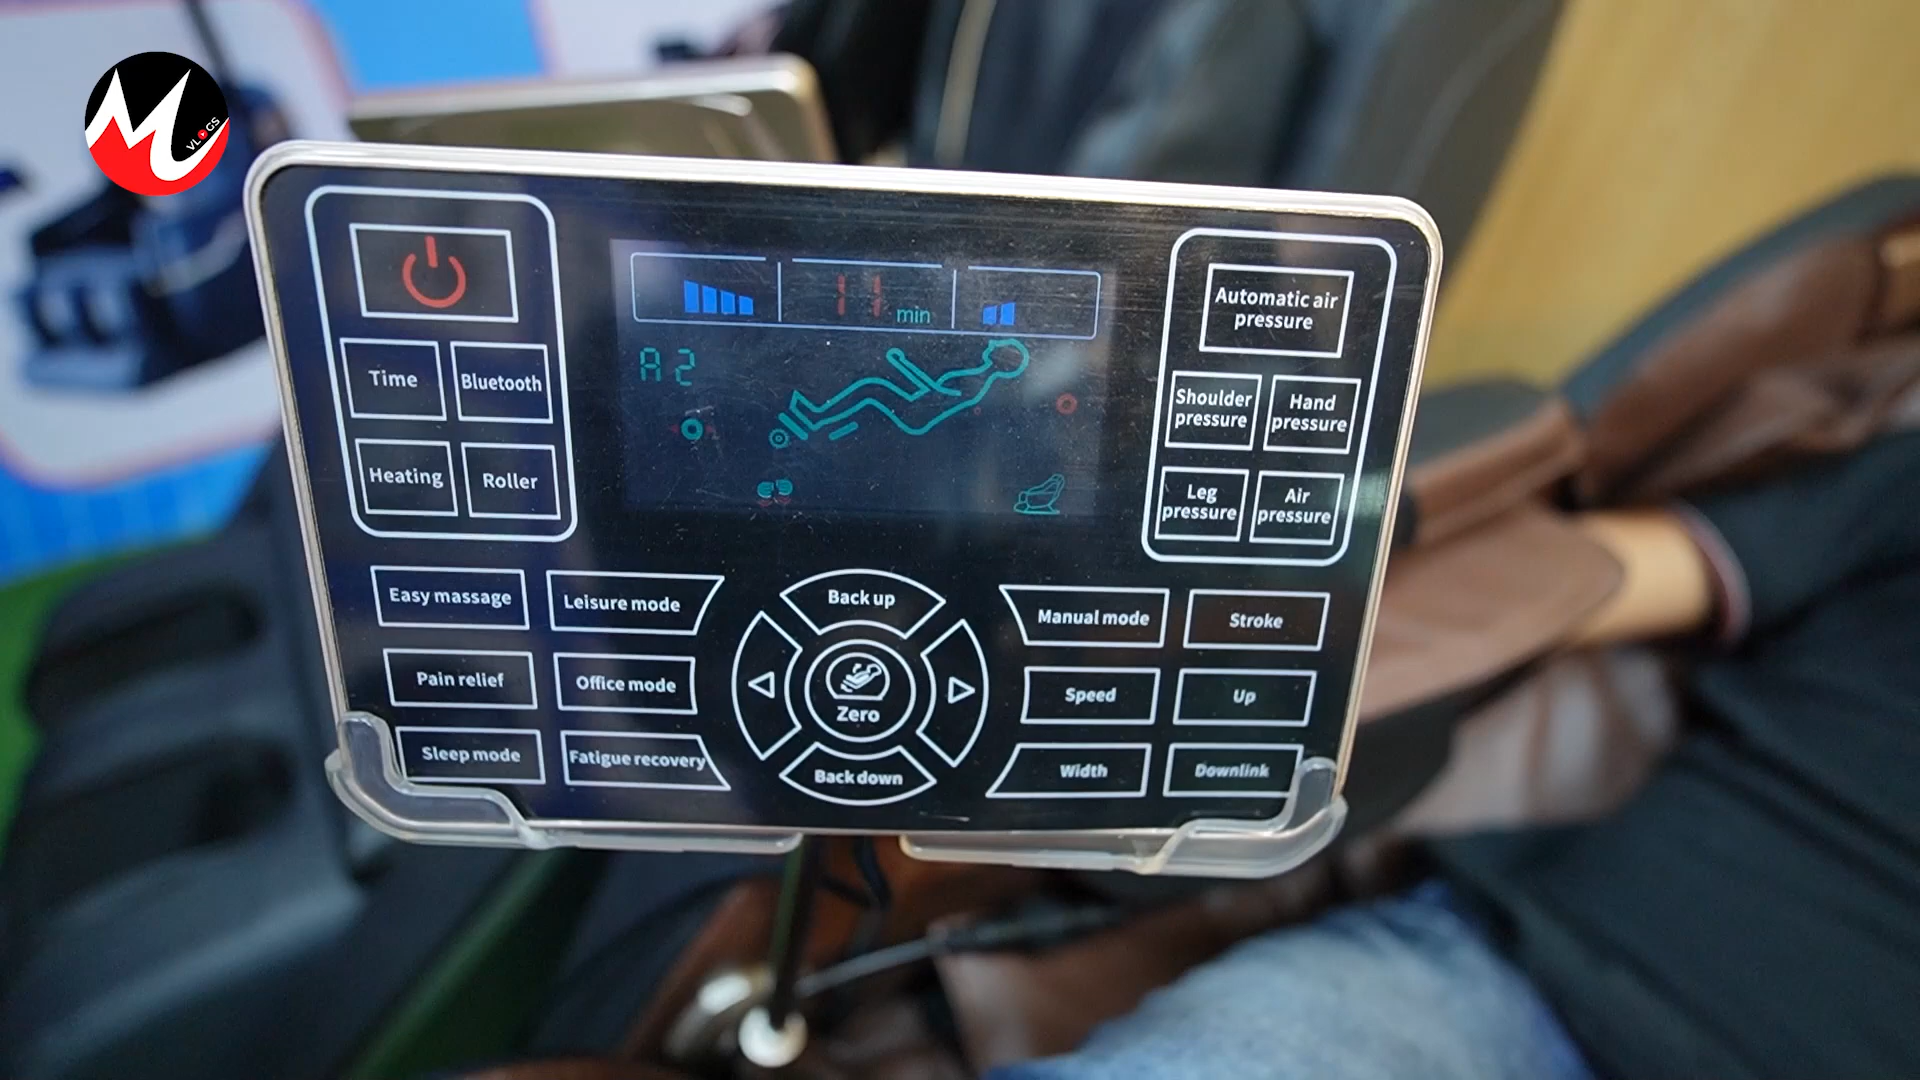 M
VLOGS
11 min
A2
Time
Bluetooth
Heating
Roller
Automatic air
pressure
Shoulder
pressure
Hand
pressure
Leg
pressure
Air
pressure
Easy massage
Leisure mode
Pain relief
Office mode
Sleep mode
Fatigue recovery
Back up
Zero
Back down
Manual mode
Stroke
Speed
Up
Width
Downlink